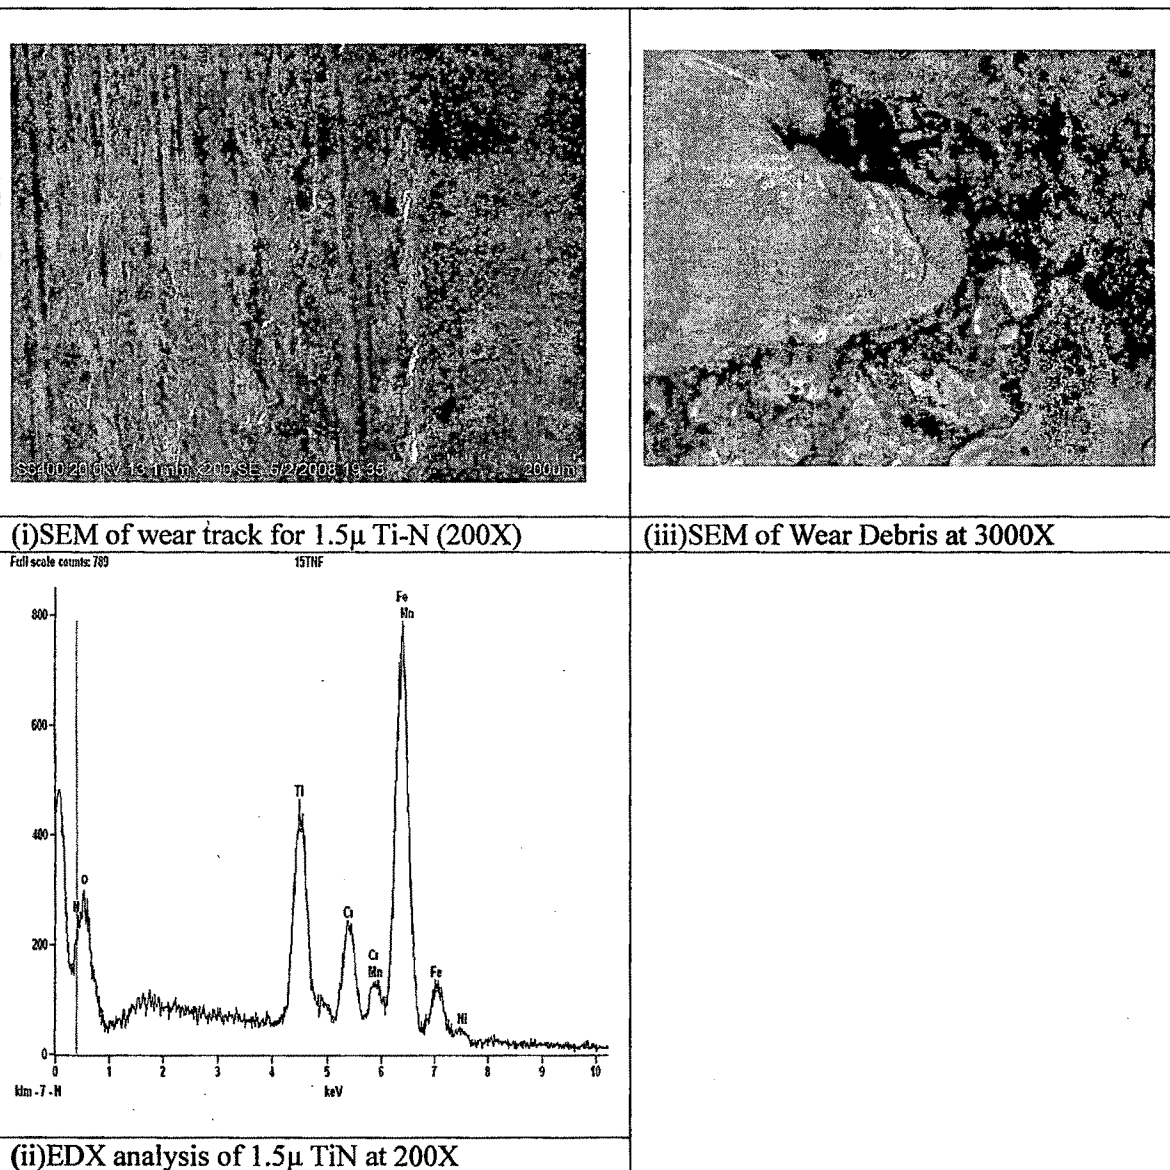 S3400 20.0kV 13.1mm x200 SE 5/2/2008 19:35 200um
(i)SEM of wear track for 1.5µ Ti-N (200X)
(iii)SEM of Wear Debris at 3000X
Full scale counts: 789 15TNF
Fe
Mn
800
600
Ti
400
O
N
Cr
200
Cr
Mn
Fe
Ni
0
0 1 2 3 4 5 6 7 8 9 10
klm - 7 - N keV
(ii)EDX analysis of 1.5µ TiN at 200X